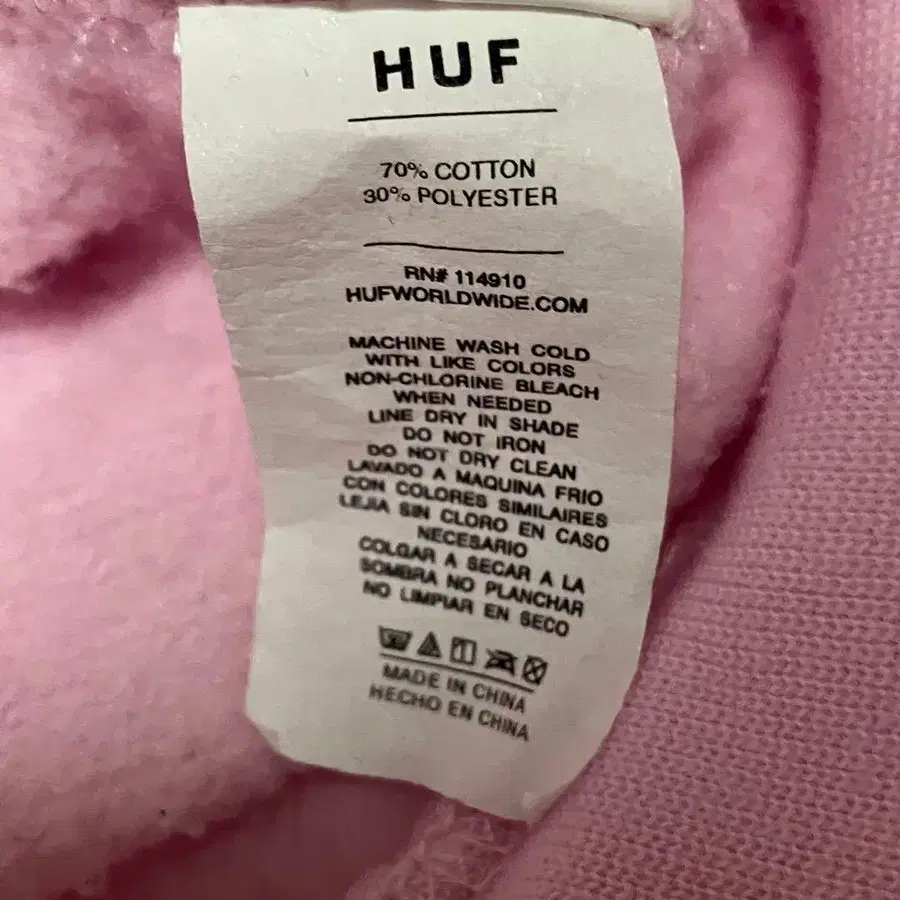 HUF
70% COTTON
30% POLYESTER
RN# 114910
HUFWORLDWIDE.COM
MACHINE WASH COLD
WITH LIKE COLORS
NON-CHLORINE BLEACH
WHEN NEEDED
LINE DRY IN SHADE
DO NOT IRON
DO NOT DRY CLEAN
LAVADO A MAQUINA FRIO
CON COLORES SIMILAIRES
LEJIA SIN CLORO EN CASO
NECESARIO
COLGAR A SECAR A LA
SOMBRA NO PLANCHAR
NO LIMPIAR EN SECO
MADE IN CHINA
HECHO EN CHINA